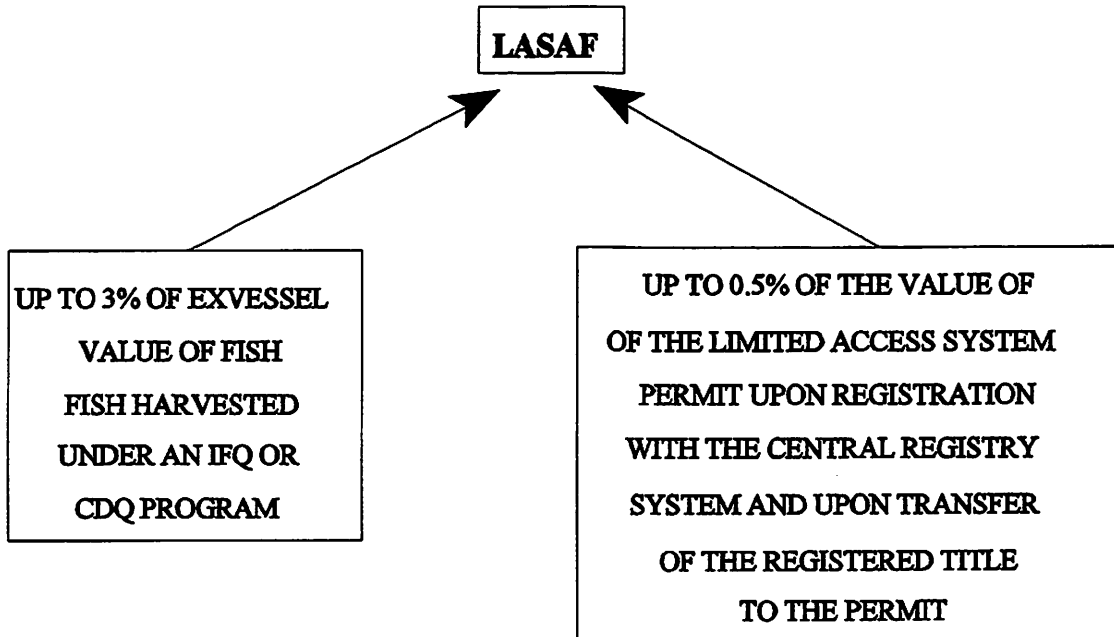 LASAF
UP TO 3% OF EXVESSEL
VALUE OF FISH
FISH HARVESTED
UNDER AN IFQ OR
CDQ PROGRAM
UP TO 0.5% OF THE VALUE OF
OF THE LIMITED ACCESS SYSTEM
PERMIT UPON REGISTRATION
WITH THE CENTRAL REGISTRY
SYSTEM AND UPON TRANSFER
OF THE REGISTERED TITLE
TO THE PERMIT